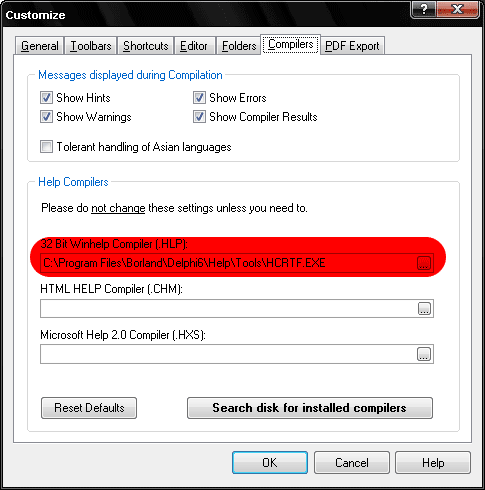 Customize
General Toolbars Shortcuts Editor Folders Compilers PDF Export
Messages displayed during Compilation
Show Hints Show Errors
Show Warnings Show Compiler Results
Tolerant handling of Asian languages
Help Compilers
Please do not change these settings unless you need to.
32 Bit Winhelp Compiler (.HLP):
C:\Program Files\Borland\Delphi6\Help\Tools\HCRTF.EXE ...
HTML HELP Compiler (.CHM):
...
Microsoft Help 2.0 Compiler (.HXS):
...
Reset Defaults Search disk for installed compilers
OK Cancel Help